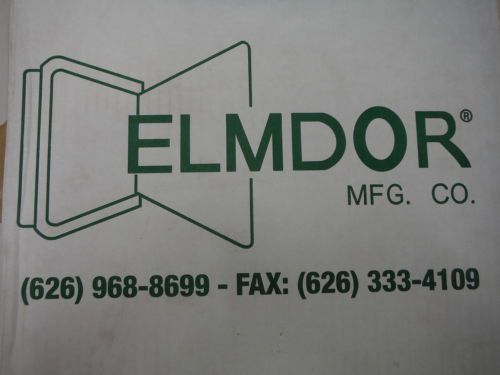 ELMDOR®
MFG. CO.
(626) 968-8699 - FAX: (626) 333-4109